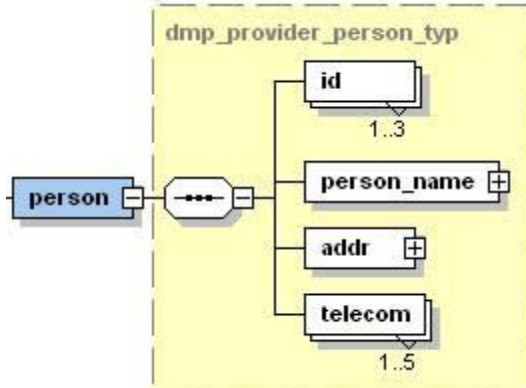 dmp_provider_person_typ
id
1..3
person
person_name
addr
telecom
1..5